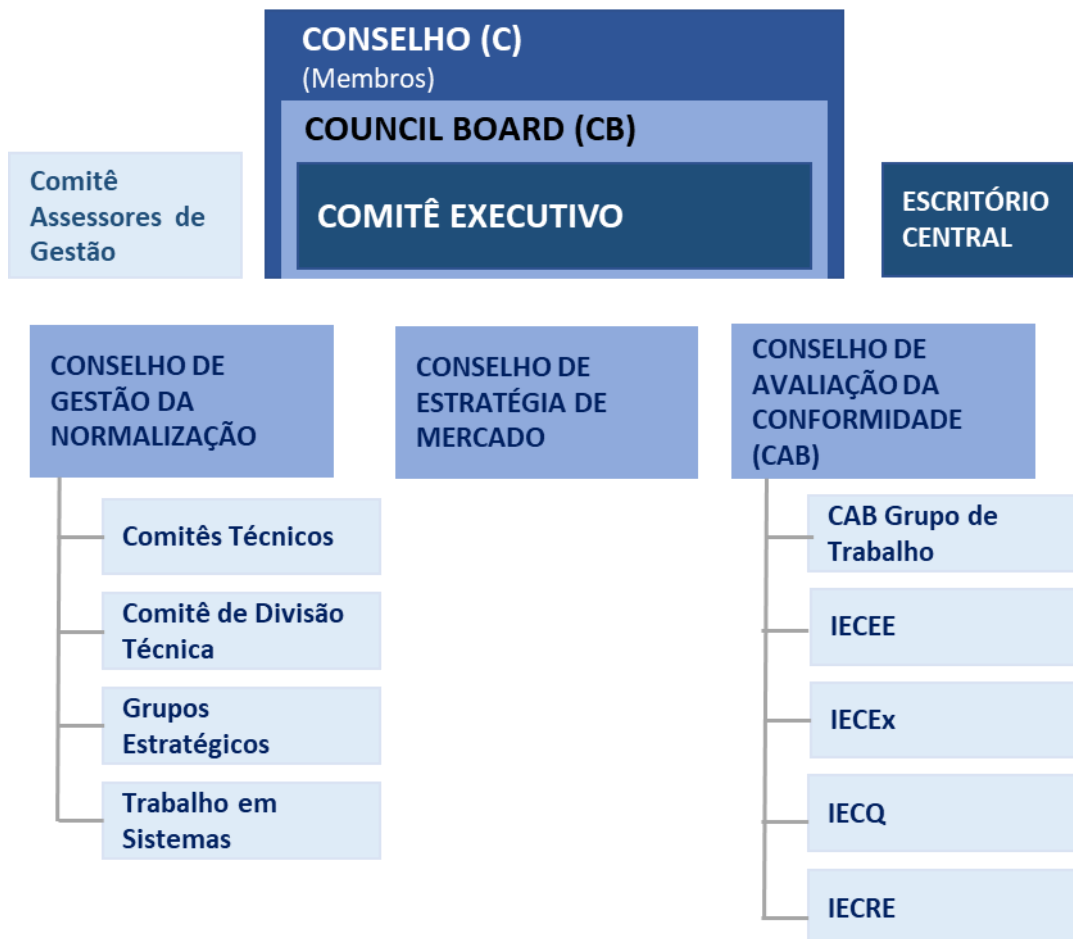 CONSELHO (C)
(Membros)
COUNCIL BOARD (CB)
COMITÊ EXECUTIVO
Comitê
Assessores de
Gestão
ESCRITÓRIO
CENTRAL
CONSELHO DE
GESTÃO DA
NORMALIZAÇÃO
Comitês Técnicos
Comitê de Divisão
Técnica
Grupos
Estratégicos
Trabalho em
Sistemas
CONSELHO DE
ESTRATÉGIA DE
MERCADO
CONSELHO DE
AVALIAÇÃO DA
CONFORMIDADE
(CAB)
CAB Grupo de
Trabalho
IECEE
IECEx
IECQ
IECRE